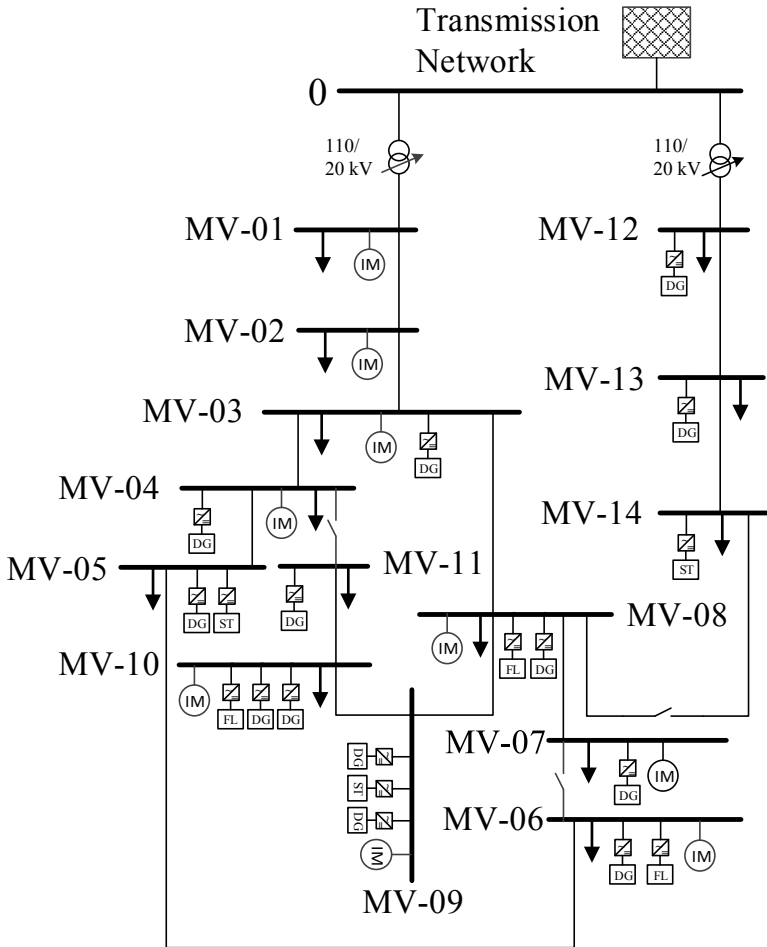 Transmission
Network
0
110/
20 kV
110/
20 kV
MV-01
IM
MV-12
DG
MV-02
IM
MV-13
DG
MV-03
IM
DG
MV-04
DG
IM
MV-14
ST
MV-05
DG
ST
MV-11
DG
MV-08
IM
FL
DG
MV-10
IM
FL
DG
DG
MV-07
DG
IM
DG
ST
DG
IM
MV-09
MV-06
DG
FL
IM